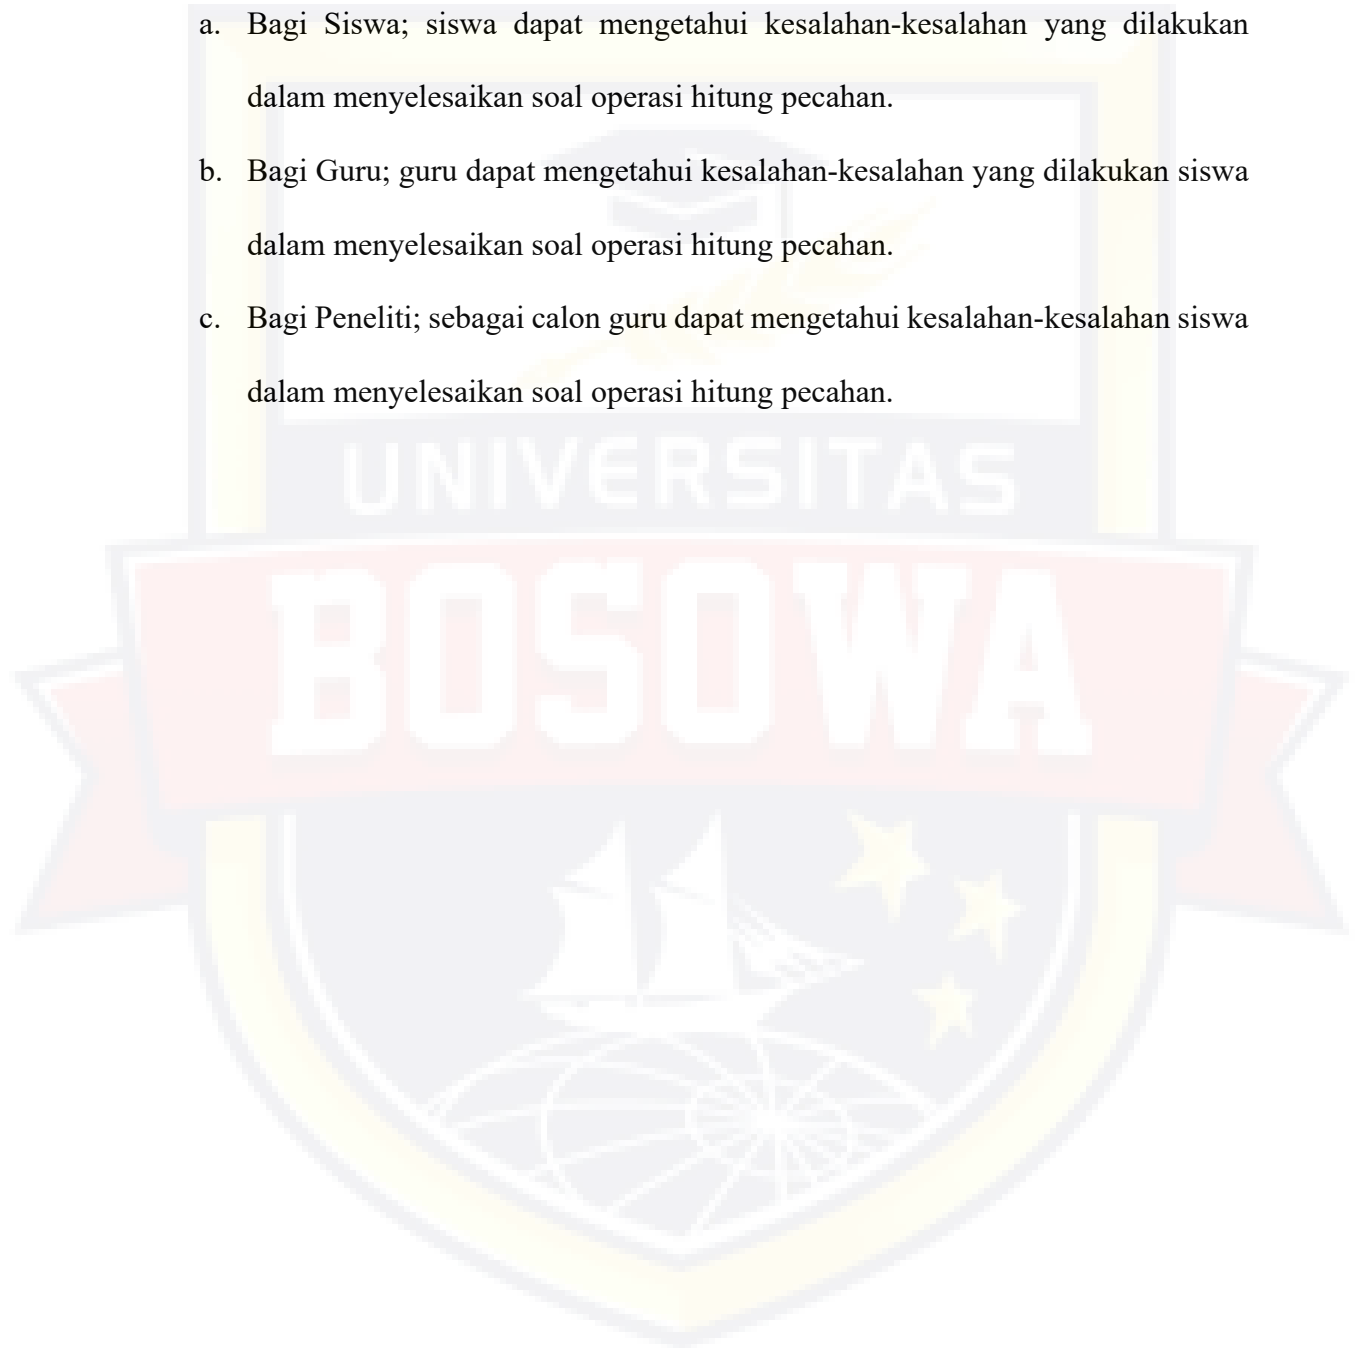 a. Bagi Siswa; siswa dapat mengetahui kesalahan-kesalahan yang dilakukan
dalam menyelesaikan soal operasi hitung pecahan.
b. Bagi Guru; guru dapat mengetahui kesalahan-kesalahan yang dilakukan siswa
dalam menyelesaikan soal operasi hitung pecahan.
c. Bagi Peneliti; sebagai calon guru dapat mengetahui kesalahan-kesalahan siswa
dalam menyelesaikan soal operasi hitung pecahan.
UNIVERSITAS
BOSOWA